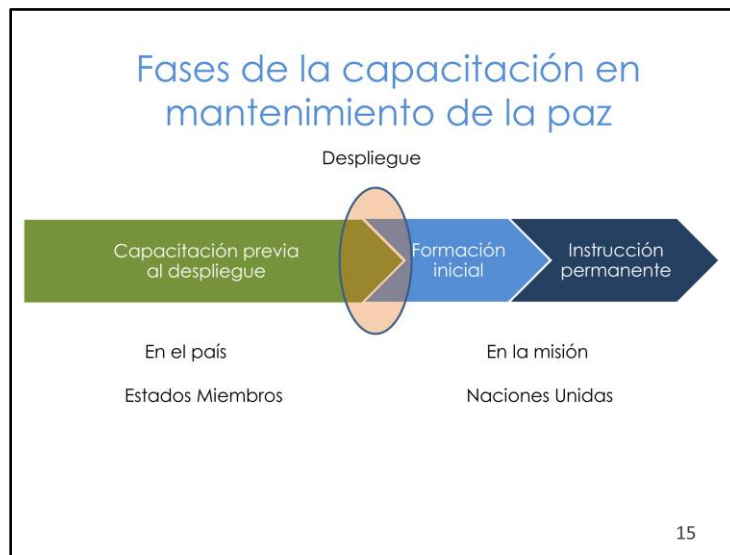 Fases de la capacitación en
mantenimiento de la paz
Despliegue
Capacitación previa
al despliegue
Formación
inicial
Instrucción
permanente
En el país
En la misión
Estados Miembros
Naciones Unidas
15